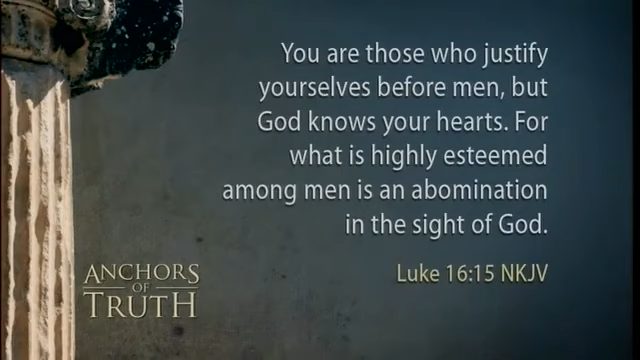 You are those who justify
yourselves before men, but
God knows your hearts. For
what is highly esteemed
among men is an abomination
in the sight of God.
Luke 16:15 NKJV
ANCHORS
OF
TRUTH